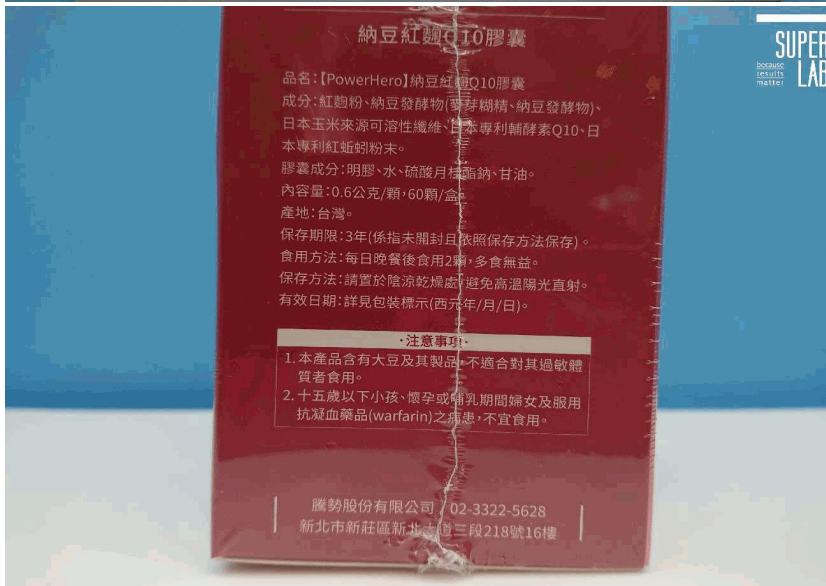 納豆紅麴Q10膠囊
SUPER LAB
because
results
matter
品名：【PowerHero】納豆紅麴Q10膠囊
成分：紅麴粉、納豆發酵物(麥芽糊精、納豆發酵物)、
日本玉米來源可溶性纖維、日本專利輔酵素Q10、日
本專利紅蚯蚓粉末。
膠囊成分：明膠、水、硫酸月桂酯鈉、甘油。
內容量：0.6公克/顆，60顆/盒。
產地：台灣。
保存期限：3年(係指未開封且依照保存方法保存)。
食用方法：每日晚餐後食用2顆，多食無益。
保存方法：請置於陰涼乾燥處，避免高溫陽光直射。
有效日期：詳見包裝標示(西元年/月/日)。
·注意事項·
1. 本產品含有大豆及其製品，不適合對其過敏體
質者食用。
2. 十五歲以下小孩、懷孕或哺乳期間婦女及服用
抗凝血藥品(warfarin)之病患，不宜食用。
騰勢股份有限公司 02-3322-5628
新北市新莊區新北大道三段218號16樓